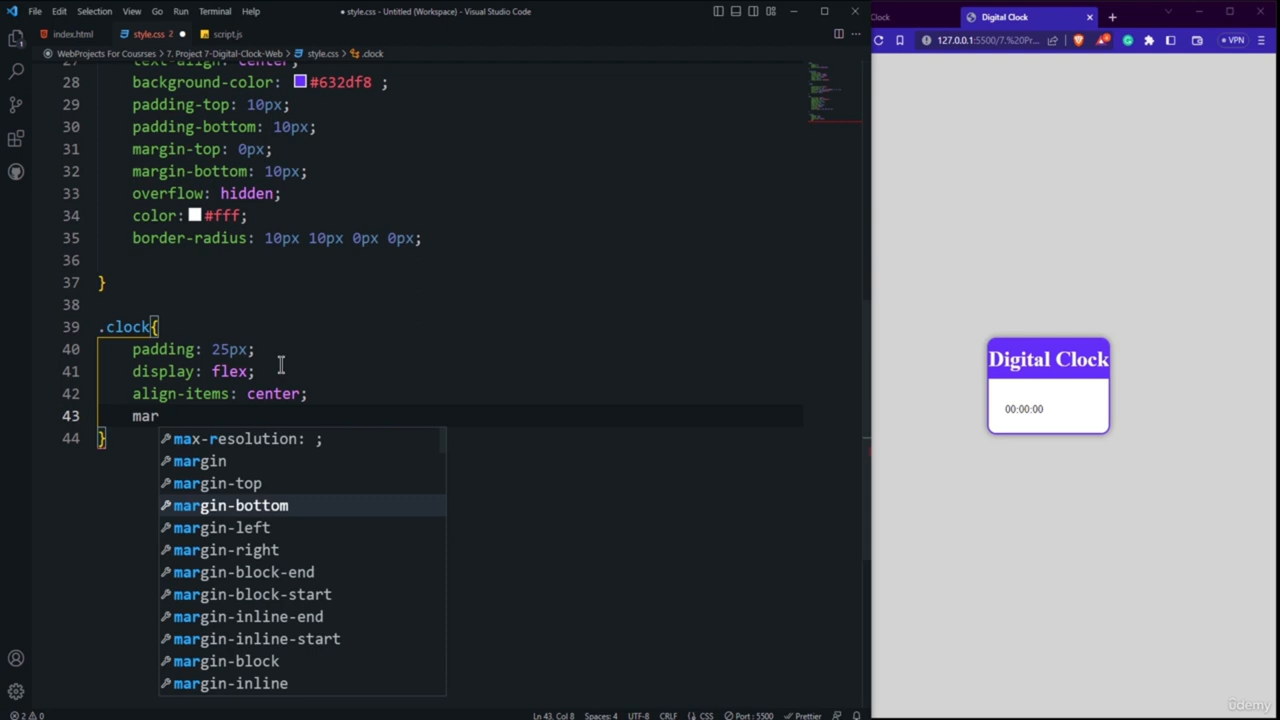 File Edit Selection View Go Run Terminal Help
● style.css - Untitled (Workspace) - Visual Studio Code
Clock
Digital Clock
index.html
style.css 2
script.js
127.0.0.1:5500/7.%20Pr...
VPN
WebProjects For Coursres > 7. Project 7-Digital-Clock-Web > style.css > .clock
27 text-align: center;
28 background-color: #632df8 ;
29 padding-top: 10px;
30 padding-bottom: 10px;
31 margin-top: 0px;
32 margin-bottom: 10px;
33 overflow: hidden;
34 color: #fff;
35 border-radius: 10px 10px 0px 0px;
36
37 }
38
39 .clock{
40 padding: 25px;
41 display: flex;
42 align-items: center;
43 mar
44 }
max-resolution: ;
margin
margin-top
margin-bottom
margin-left
margin-right
margin-block-end
margin-block-start
margin-inline-end
margin-inline-start
margin-block
margin-inline
Digital Clock
00:00:00
2 0
Ln 43, Col 8 Spaces: 4 UTF-8 CRLF CSS Port : 5500 Prettier
ûdemy